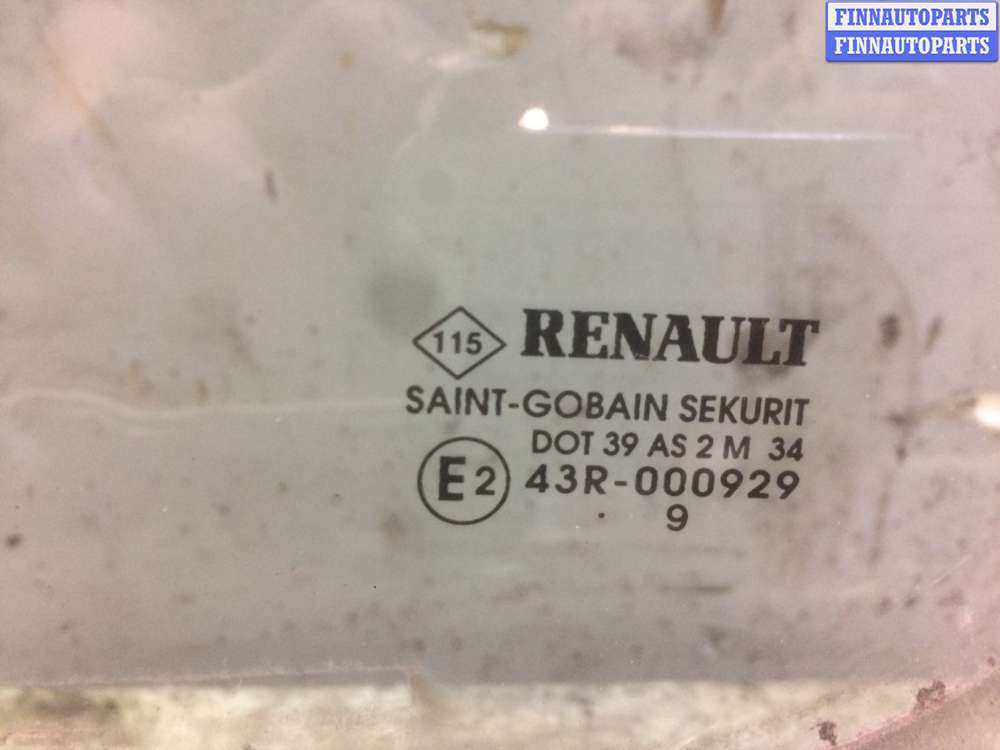 FINNAUTOPARTS
FINNAUTOPARTS
115 RENAULT
SAINT-GOBAIN SEKURIT
DOT 39 AS 2 M 34
E2 43R-000929
. 9